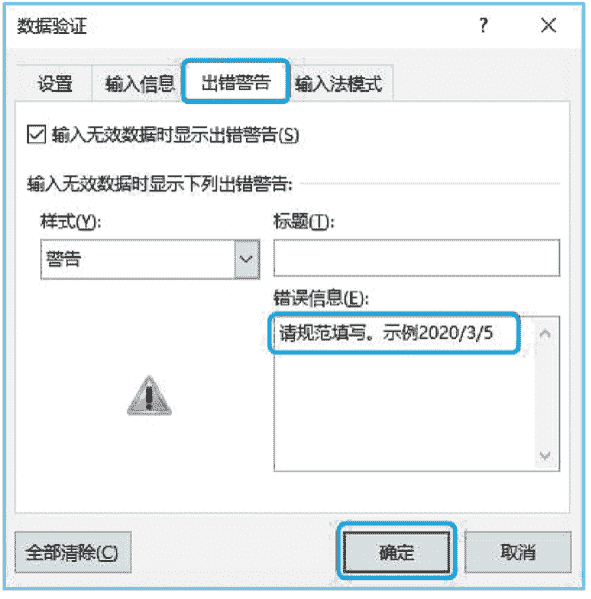 数据验证 ?
设置 输入信息 出错警告 输入法模式
输入无效数据时显示出错警告(S)
输入无效数据时显示下列出错警告:
样式(Y): 标题(T):
警告
错误信息(E):
请规范填写。示例2020/3/5
全部清除(C) 确定 取消